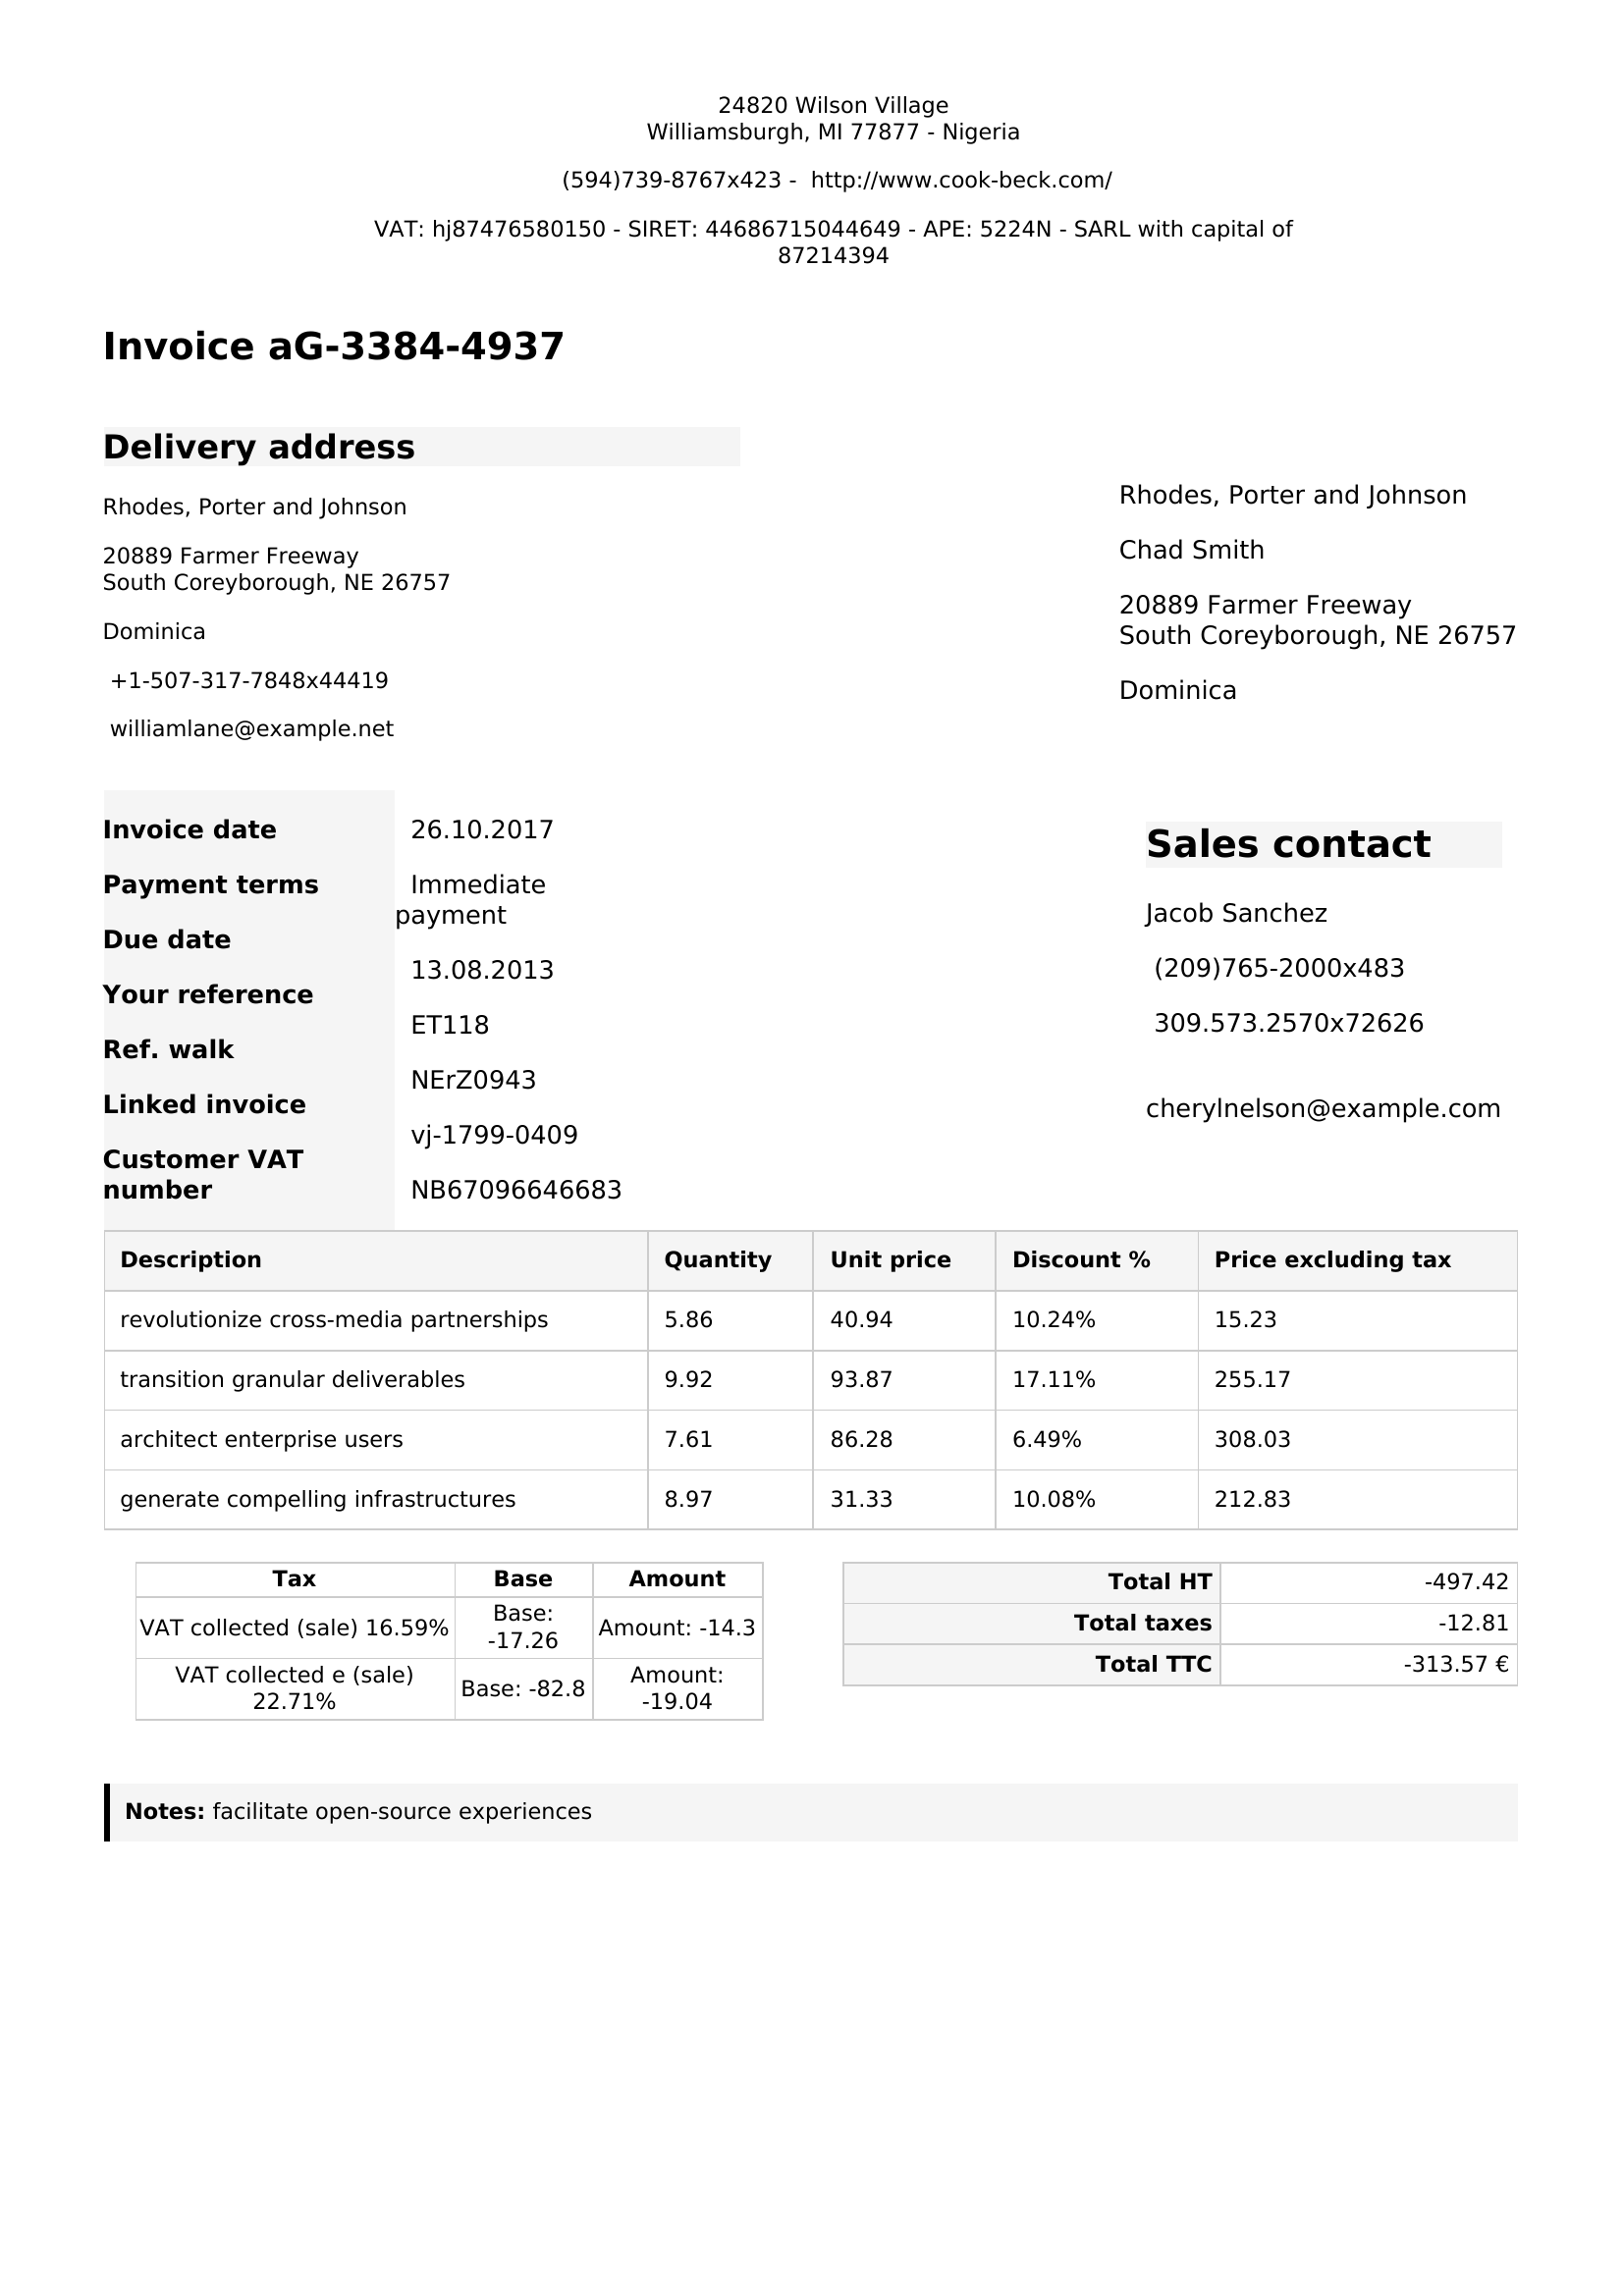 24820 Wilson Village
Williamsburgh, MI 77877 - Nigeria
(594)739-8767x423 - http://www.cook-beck.com/
VAT: hj87476580150 - SIRET: 44686715044649 - APE: 5224N - SARL with capital of
87214394
Invoice aG-3384-4937
Delivery address
Rhodes, Porter and Johnson
20889 Farmer Freeway
South Coreyborough, NE 26757
Dominica
+1-507-317-7848x44419
williamlane@example.net
Rhodes, Porter and Johnson
Chad Smith
20889 Farmer Freeway
South Coreyborough, NE 26757
Dominica
Invoice date
Payment terms
Due date
Your reference
Ref. walk
Linked invoice
Customer VAT
number
26.10.2017
Immediate
payment
13.08.2013
ET118
NErZ0943
vj-1799-0409
NB67096646683
Sales contact
Jacob Sanchez
(209)765-2000x483
309.573.2570x72626
cherylnelson@example.com
Description Quantity Unit price Discount % Price excluding tax
revolutionize cross-media partnerships 5.86 40.94 10.24% 15.23
transition granular deliverables 9.92 93.87 17.11% 255.17
architect enterprise users 7.61 86.28 6.49% 308.03
generate compelling infrastructures 8.97 31.33 10.08% 212.83
Tax Base Amount
VAT collected (sale) 16.59% Base: -17.26 Amount: -14.3
VAT collected e (sale) 22.71% Base: -82.8 Amount: -19.04
Total HT -497.42
Total taxes -12.81
Total TTC -313.57 €
Notes: facilitate open-source experiences